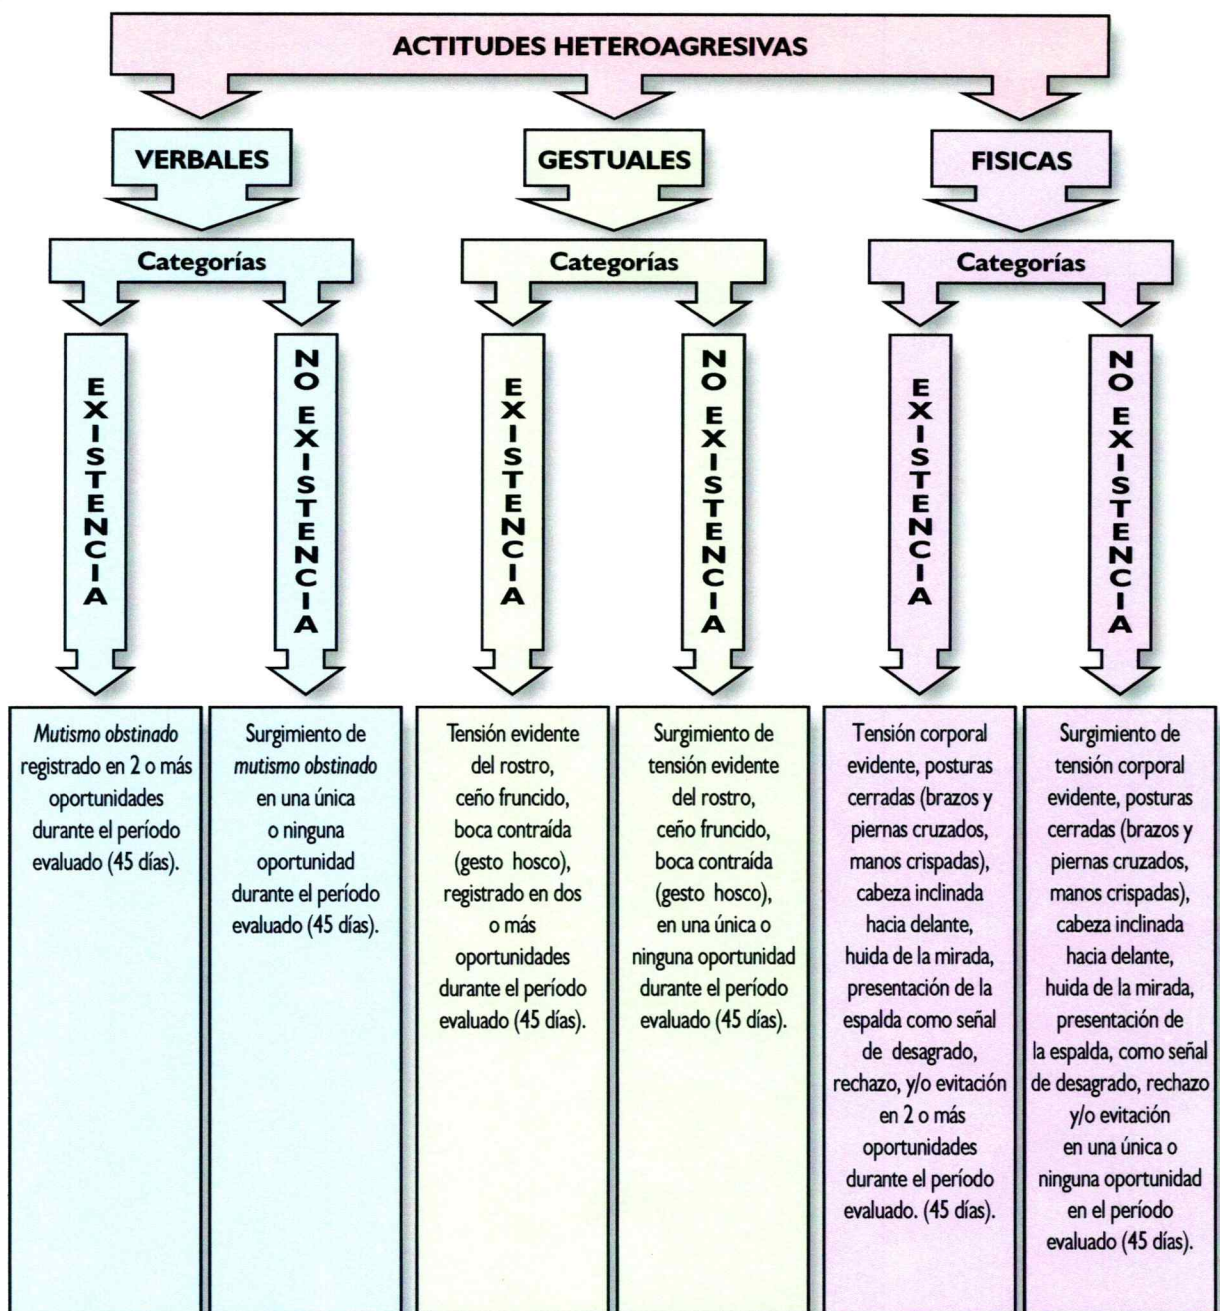 ACTITUDES HETEROAGRESIVAS
VERBALES
GESTUALES
FISICAS
Categorías
Categorías
Categorías
EXISTENCIA
NO EXISTENCIA
EXISTENCIA
NO EXISTENCIA
EXISTENCIA
NO EXISTENCIA
Mutismo obstinado
registrado en 2 o más
oportunidades
durante el período
evaluado (45 días).
Surgimiento de
mutismo obstinado
en una única
o ninguna
oportunidad
durante el período
evaluado (45 días).
Tensión evidente
del rostro,
ceño fruncido,
boca contraída
(gesto hosco),
registrado en dos
o más
oportunidades
durante el período
evaluado (45 días).
Surgimiento de
tensión evidente
del rostro,
ceño fruncido,
boca contraída
(gesto hosco),
en una única o
ninguna oportunidad
durante el período
evaluado (45 días).
Tensión corporal
evidente, posturas
cerradas (brazos y
piernas cruzados,
manos crispadas),
cabeza inclinada
hacia delante,
huida de la mirada,
presentación de la
espalda como señal
de desagrado,
rechazo, y/o evitación
en 2 o más
oportunidades
durante el período
evaluado. (45 días).
Surgimiento de
tensión corporal
evidente, posturas
cerradas (brazos y
piernas cruzados,
manos crispadas),
cabeza inclinada
hacia delante,
huida de la mirada,
presentación de
la espalda, como señal
de desagrado, rechazo
y/o evitación
en una única o
ninguna oportunidad
en el período
evaluado (45 días).